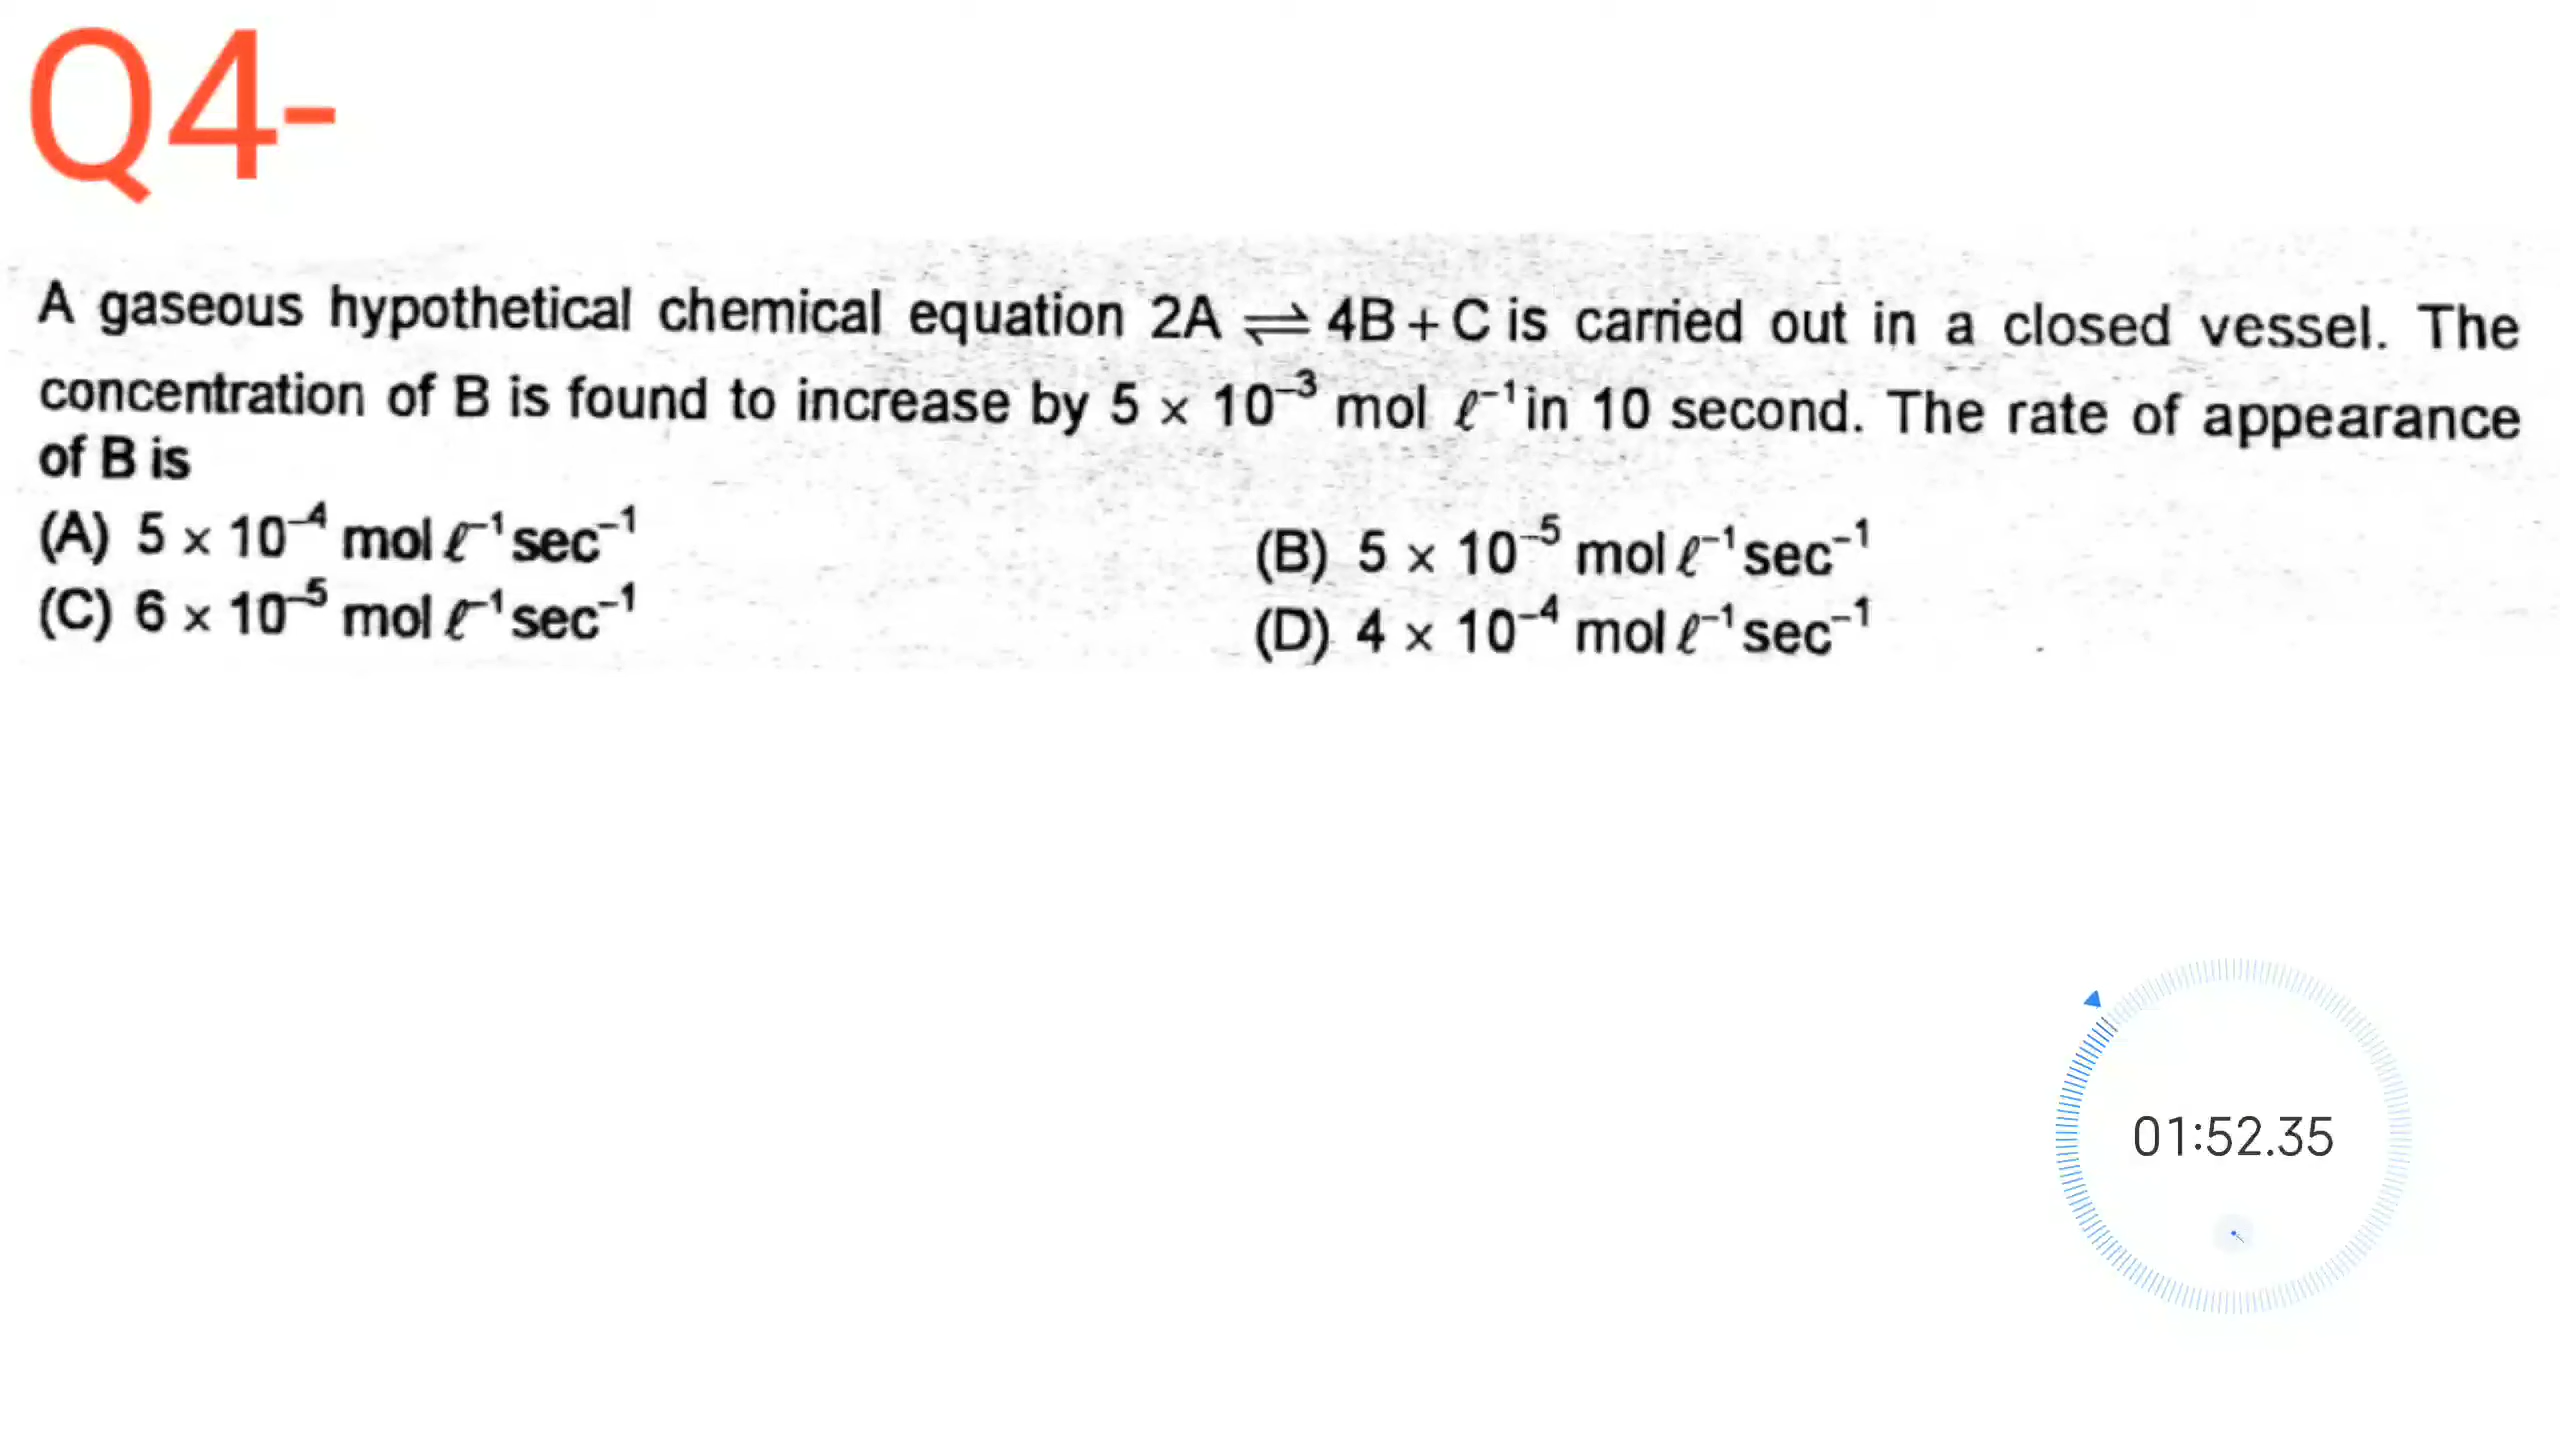 Q4-
A gaseous hypothetical chemical equation 2A ⇌ 4B + C is carried out in a closed vessel. The
concentration of B is found to increase by 5 × 10⁻³ mol ℓ⁻¹ in 10 second. The rate of appearance
of B is
(A) 5 × 10⁻⁴ mol ℓ⁻¹ sec⁻¹ (B) 5 × 10⁻⁵ mol ℓ⁻¹ sec⁻¹
(C) 6 × 10⁻⁵ mol ℓ⁻¹ sec⁻¹ (D) 4 × 10⁻⁴ mol ℓ⁻¹ sec⁻¹
01:52.35